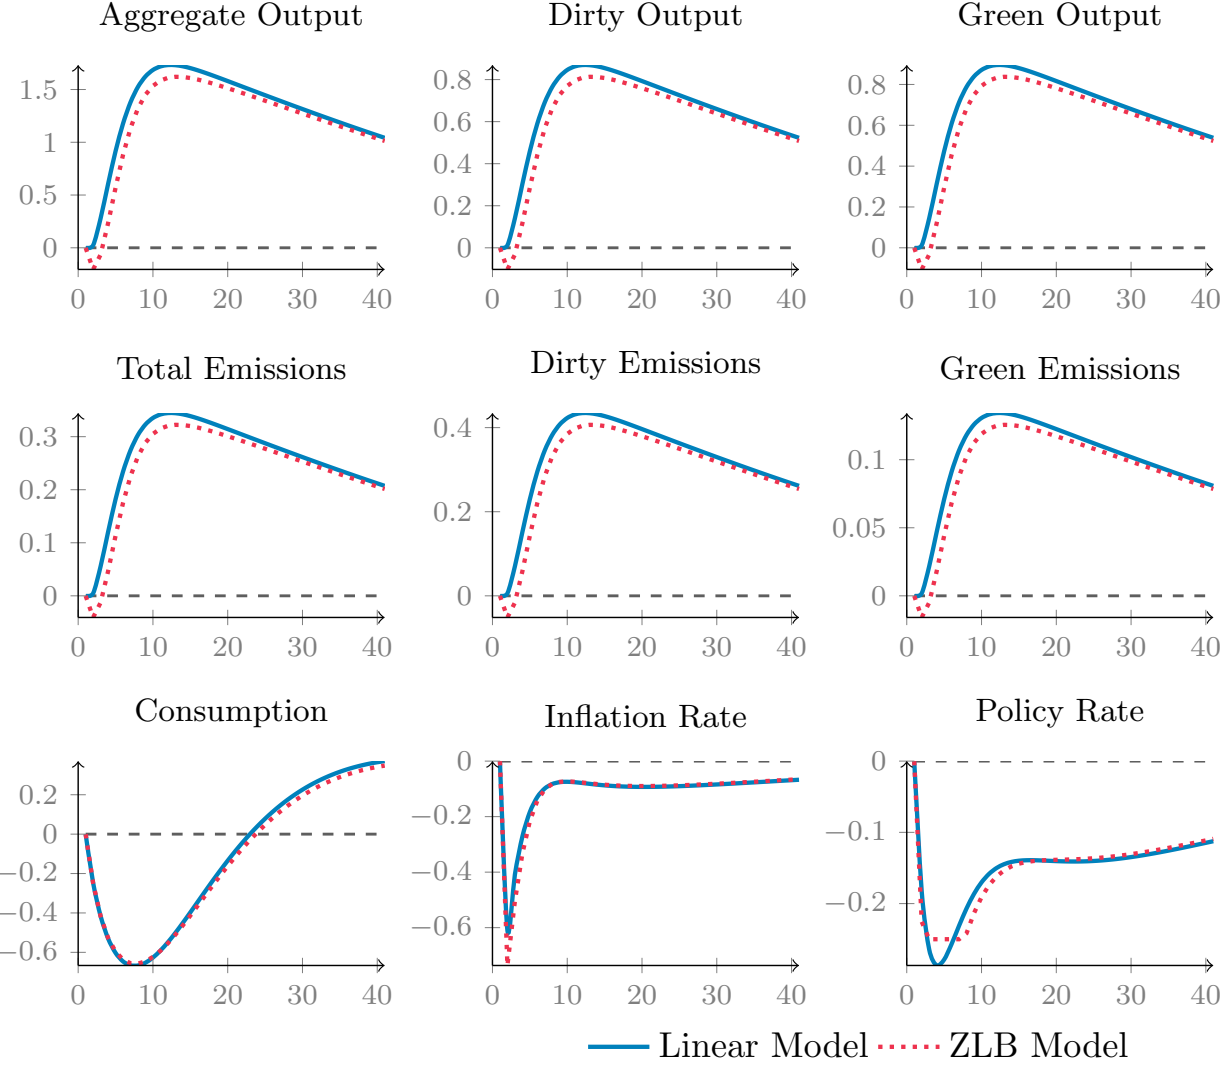 Aggregate Output Dirty Output Green Output
1.5
1
0.5
0
0 10 20 30 40
0.8
0.6
0.4
0.2
0
0 10 20 30 40
0.8
0.6
0.4
0.2
0
0 10 20 30 40
Total Emissions Dirty Emissions Green Emissions
0.3
0.2
0.1
0
0 10 20 30 40
0.4
0.2
0
0 10 20 30 40
0.1
0.05
0
0 10 20 30 40
Consumption Inflation Rate Policy Rate
0.2
0
−0.2
−0.4
−0.6
0 10 20 30 40
0
−0.2
−0.4
−0.6
0 10 20 30 40
0
−0.1
−0.2
0 10 20 30 40
Linear Model ZLB Model